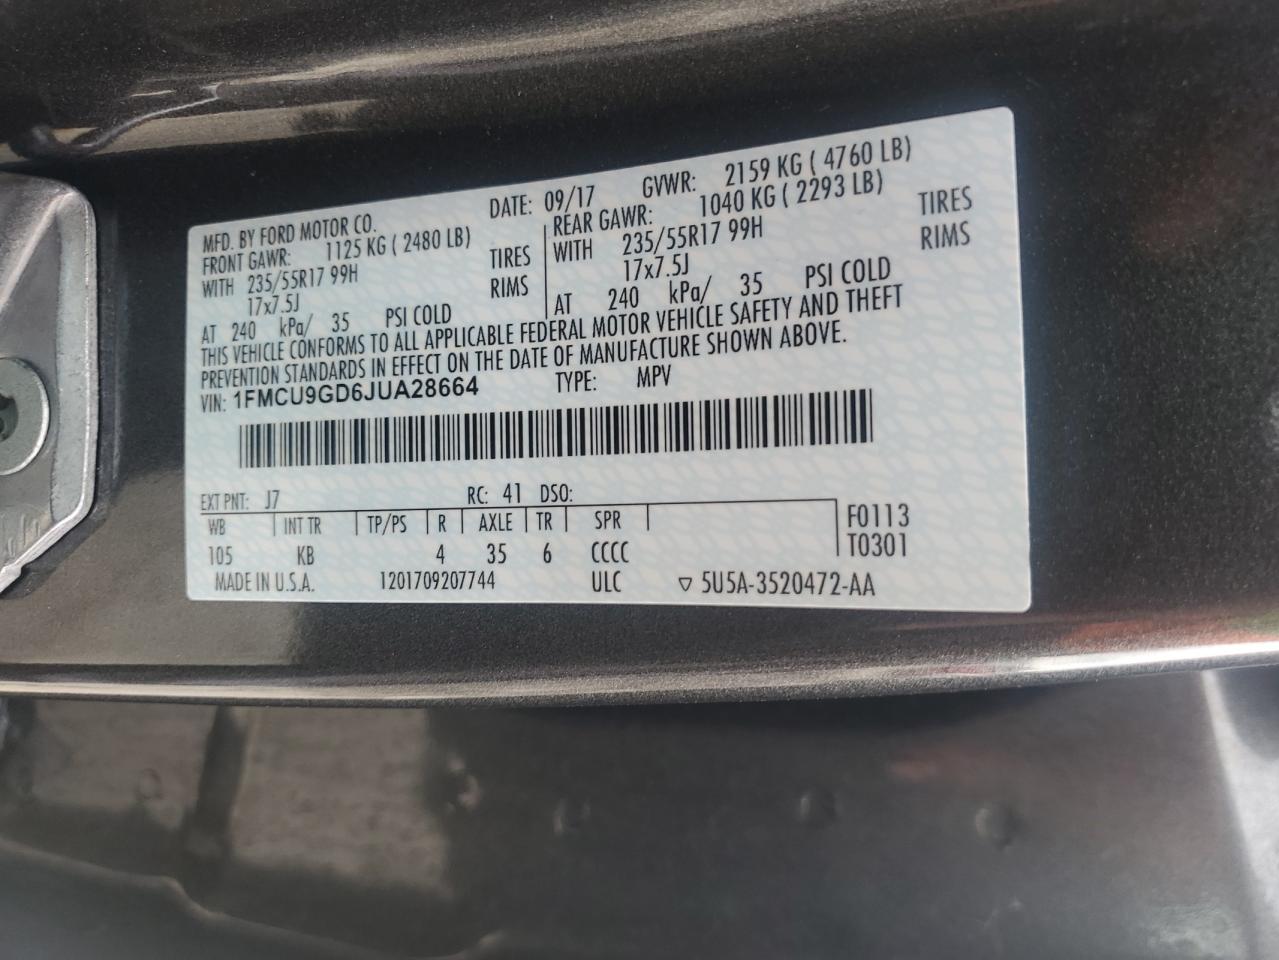 MFD. BY FORD MOTOR CO. DATE: 09/17 GVWR: 2159 KG ( 4760 LB)
FRONT GAWR: 1125 KG ( 2480 LB) REAR GAWR: 1040 KG ( 2293 LB)
WITH 235/55R17 99H TIRES WITH 235/55R17 99H TIRES
17x7.5J RIMS 17x7.5J RIMS
AT 240 kPa/ 35 PSI COLD AT 240 kPa/ 35 PSI COLD
THIS VEHICLE CONFORMS TO ALL APPLICABLE FEDERAL MOTOR VEHICLE SAFETY AND THEFT
PREVENTION STANDARDS IN EFFECT ON THE DATE OF MANUFACTURE SHOWN ABOVE.
VIN: 1FMCU9GD6JUA28664 TYPE: MPV
EXT PNT: J7 RC: 41 DSO:
WB INT TR TP/PS R AXLE TR SPR F0113
105 KB 4 35 6 CCCC T0301
MADE IN U.S.A. 1201709207744 ULC ▽ 5U5A-3520472-AA